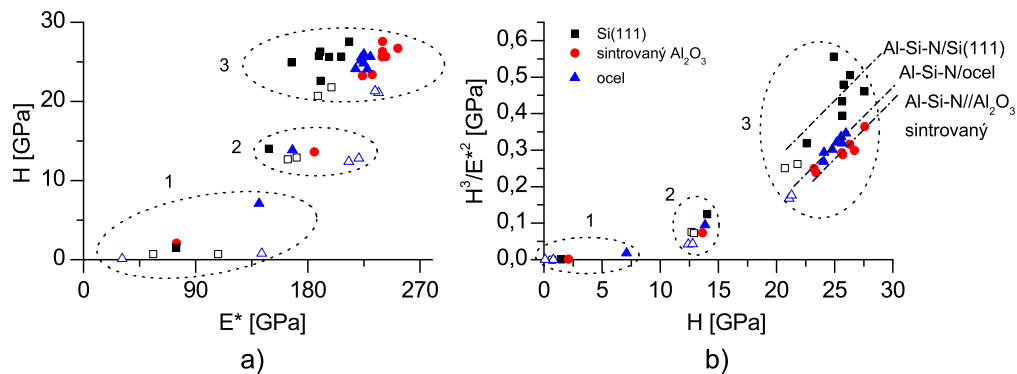 30
20
10
0
H [GPa]
3
2
1
0
90
180
270
E* [GPa]
a)
0,6
0,5
0,4
0,3
0,2
0,1
0,0
H³/E*²
Si(111)
sintrovaný Al₂O₃
ocel
Al-Si-N/Si(111)
Al-Si-N/ocel
Al-Si-N//Al₂O₃
sintrovaný
3
2
1
0
5
10
15
20
25
30
H [GPa]
b)